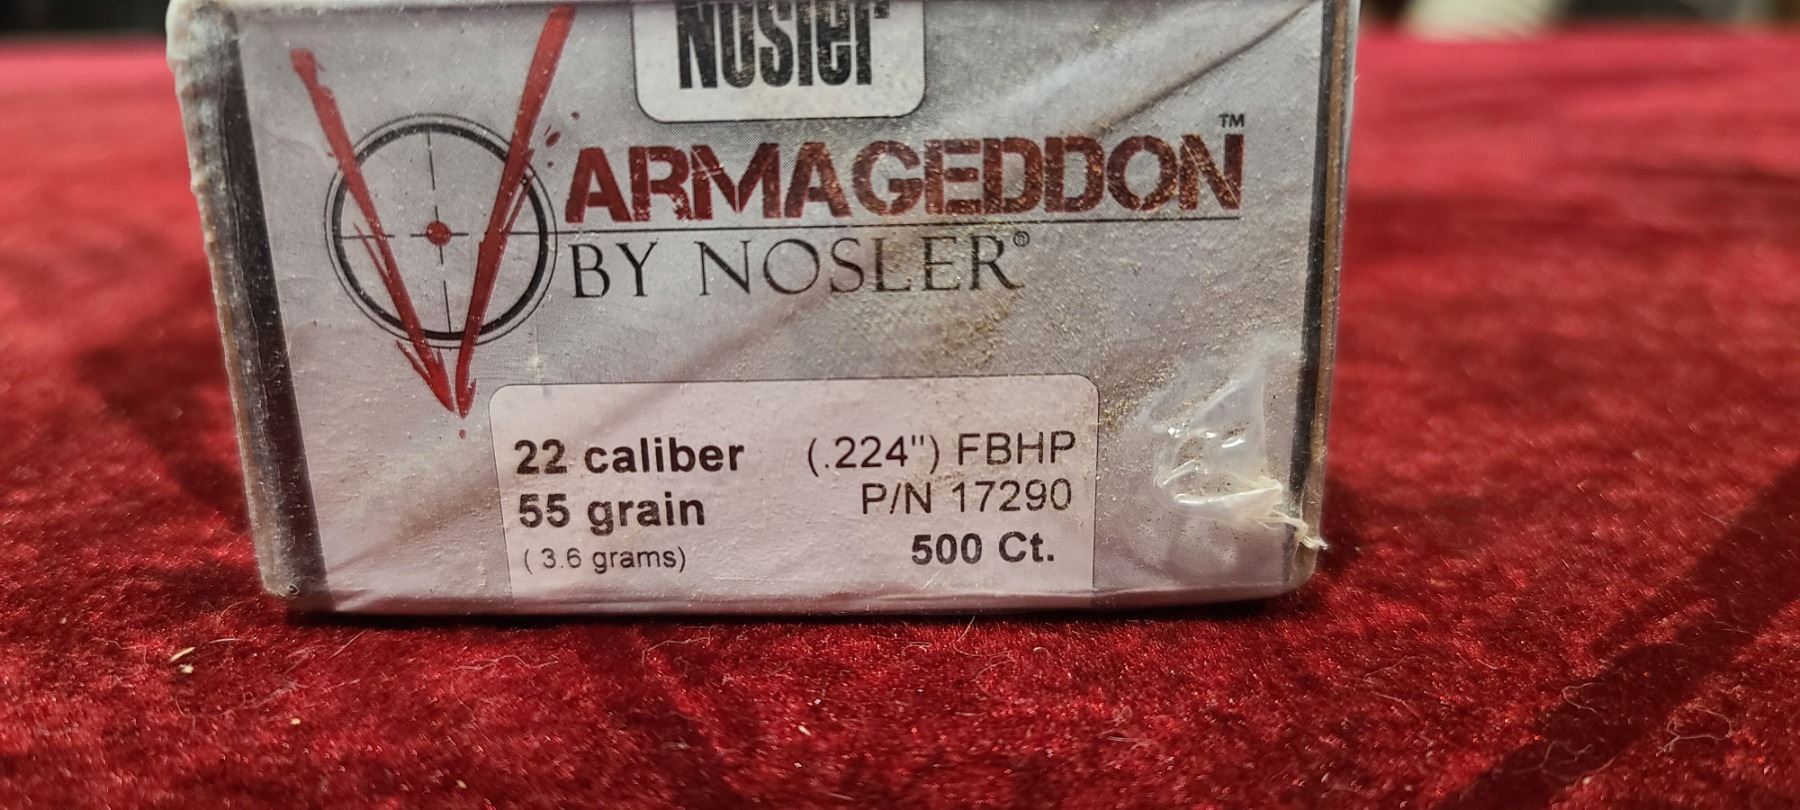 Nosler
VARMAGEDDON™
BY NOSLER®
22 caliber (.224") FBHP
55 grain P/N 17290
(3.6 grams) 500 Ct.